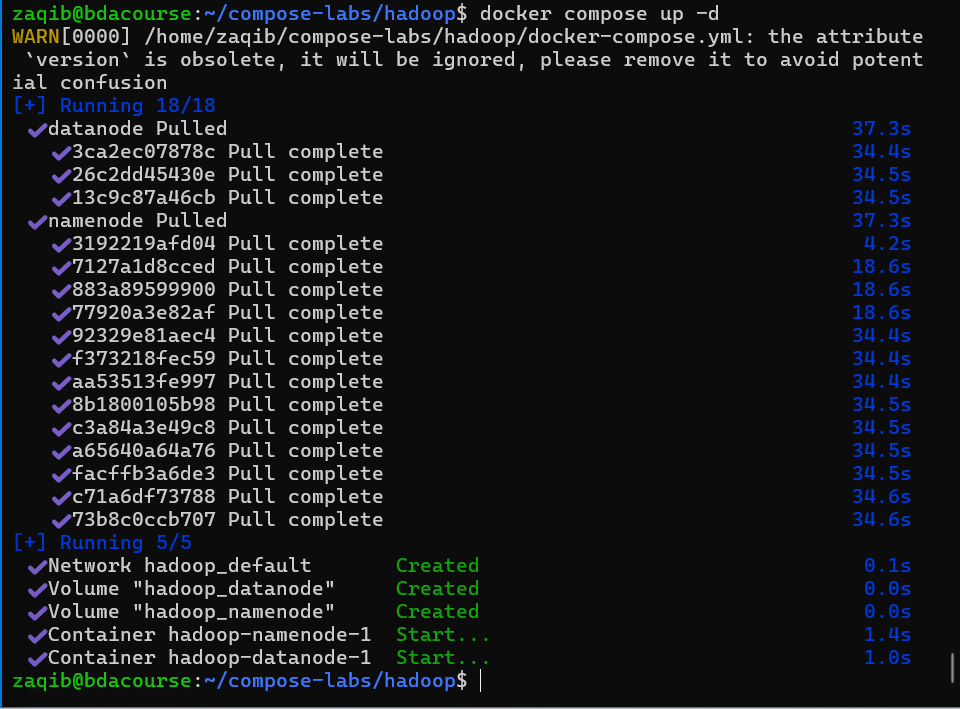 zaqib@bdacourse:~/compose-labs/hadoop$ docker compose up -d
WARN[0000] /home/zaqib/compose-labs/hadoop/docker-compose.yml: the attribute
`version` is obsolete, it will be ignored, please remove it to avoid potent
ial confusion
[+] Running 18/18
✔datanode Pulled 37.3s
✔3ca2ec07878c Pull complete 34.4s
✔26c2dd45430e Pull complete 34.5s
✔13c9c87a46cb Pull complete 34.5s
✔namenode Pulled 37.3s
✔3192219afd04 Pull complete 4.2s
✔7127a1d8cced Pull complete 18.6s
✔883a89599900 Pull complete 18.6s
✔77920a3e82af Pull complete 18.6s
✔92329e81aec4 Pull complete 34.4s
✔f373218fec59 Pull complete 34.4s
✔aa53513fe997 Pull complete 34.4s
✔8b1800105b98 Pull complete 34.5s
✔c3a84a3e49c8 Pull complete 34.5s
✔a65640a64a76 Pull complete 34.5s
✔facffb3a6de3 Pull complete 34.5s
✔c71a6df73788 Pull complete 34.6s
✔73b8c0ccb707 Pull complete 34.6s
[+] Running 5/5
✔Network hadoop_default Created 0.1s
✔Volume "hadoop_datanode" Created 0.0s
✔Volume "hadoop_namenode" Created 0.0s
✔Container hadoop-namenode-1 Start... 1.4s
✔Container hadoop-datanode-1 Start... 1.0s
zaqib@bdacourse:~/compose-labs/hadoop$